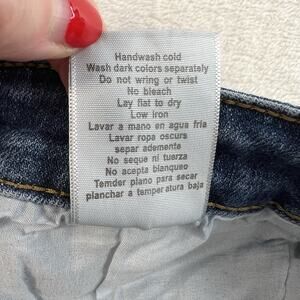 Handwash cold
Wash dark colors separately
Do not wring or twist
No bleach
Lay flat to dry
Low iron
Lavar a mano en agua fria
Lavar ropa oscurs
separ ademente
No seque ni tuerza
No acepta blanqueo
Temder plano para secar
planchar a temperatura baja